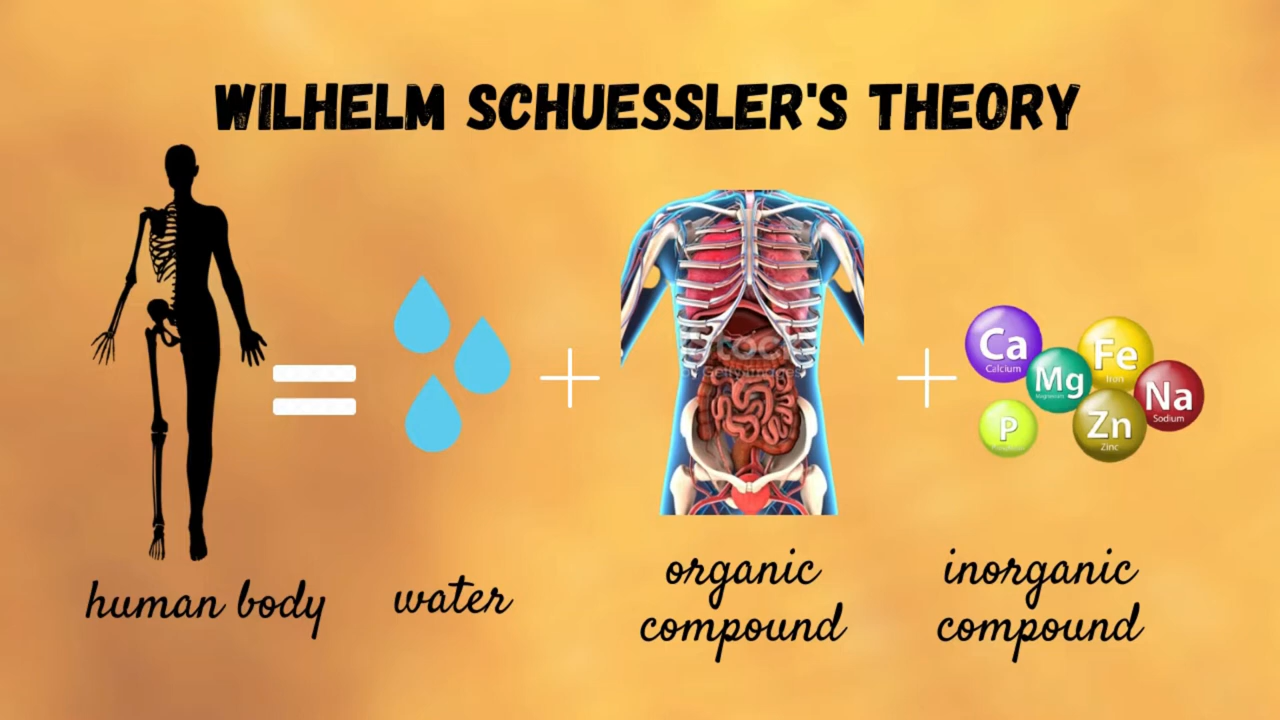 WILHELM SCHUESSLER'S THEORY
Ca
Calcium
Fe
Iron
Mg
Magnesium
Na
Sodium
P
Zn
Zinc
human body
water
organic
compound
inorganic
compound